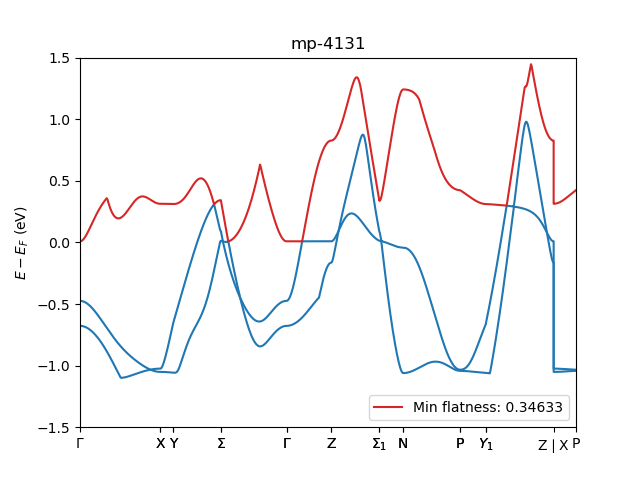 mp-4131
E − E_F (eV)
1.5
1.0
0.5
0.0
−0.5
−1.0
−1.5
Min flatness: 0.34633
Γ X Y Σ Γ Z Σ₁ N P Y₁ Z | X P